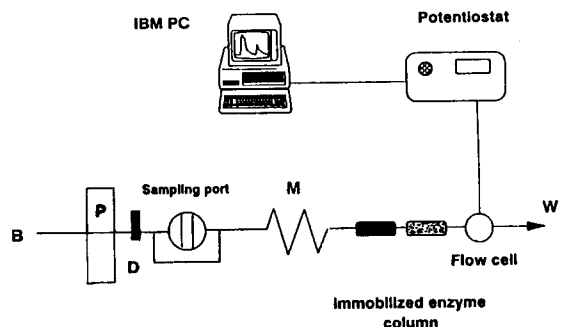 IBM PC
Potentiostat
Sampling port
M
P
W
B
D
Flow cell
immobilized enzyme
column